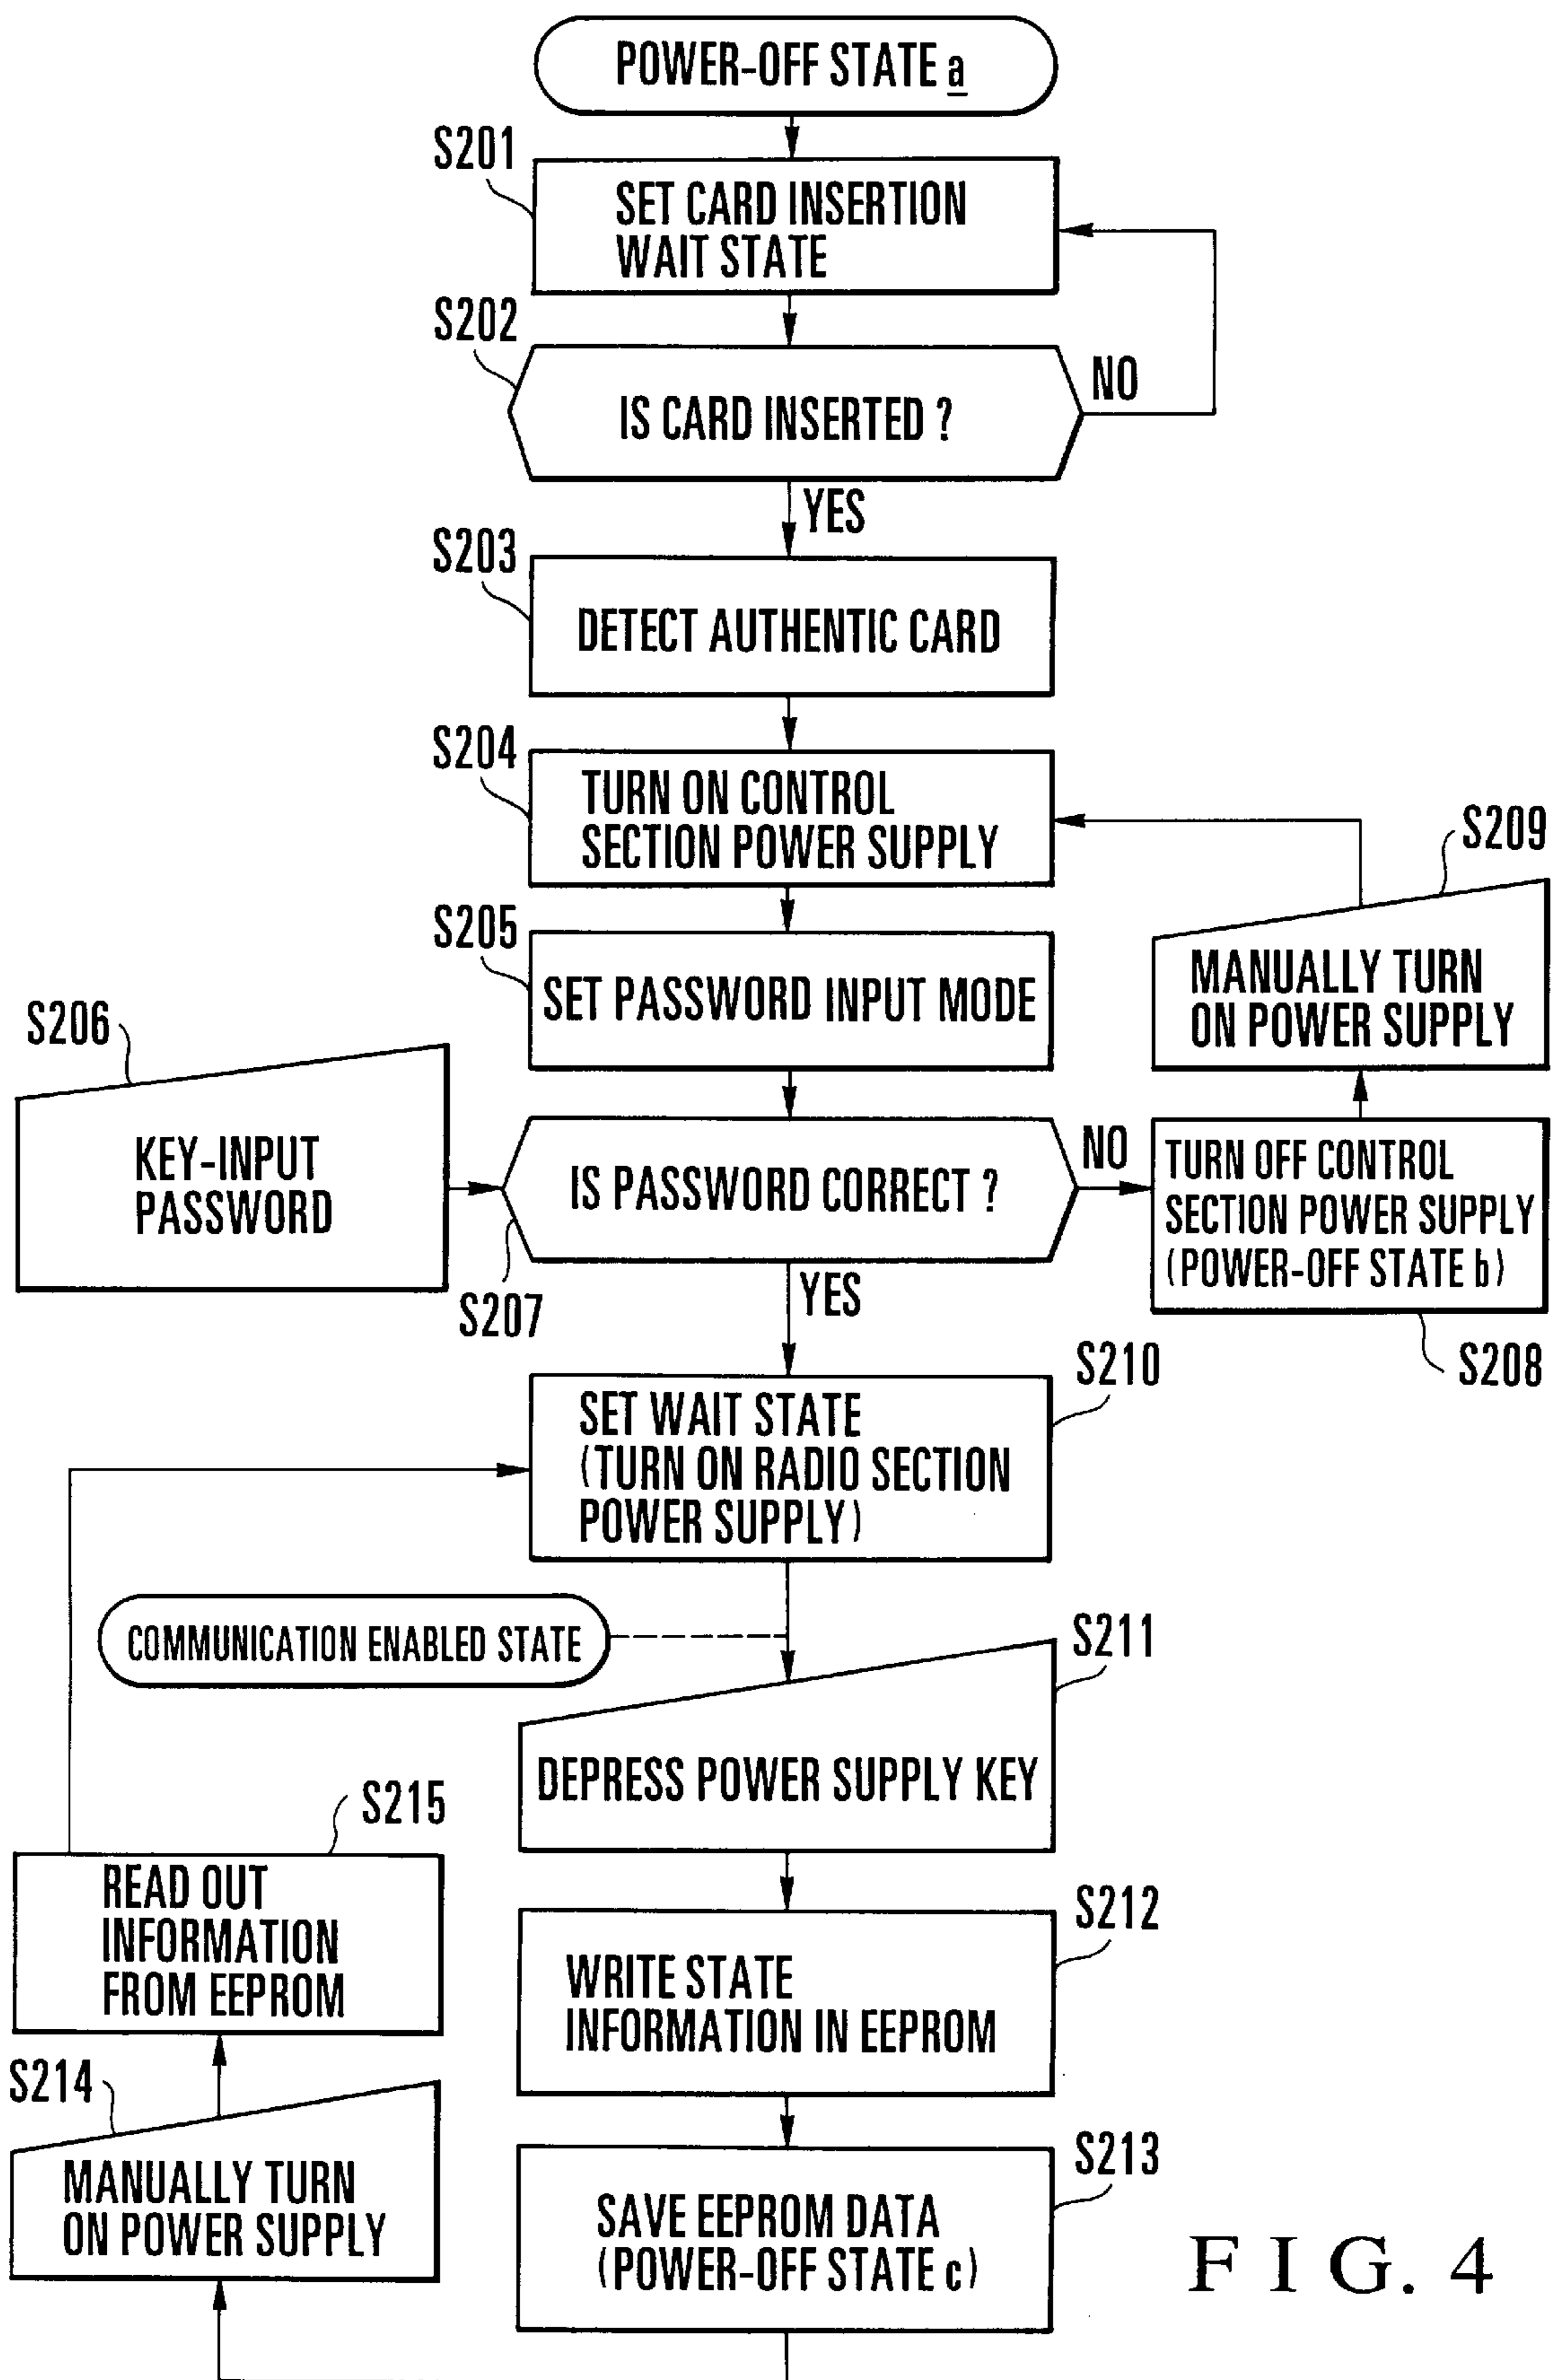 POWER-OFF STATE a
S201
SET CARD INSERTION
WAIT STATE
S202
IS CARD INSERTED ?
NO
YES
S203
DETECT AUTHENTIC CARD
S204
TURN ON CONTROL
SECTION POWER SUPPLY
S209
MANUALLY TURN
ON POWER SUPPLY
S205
SET PASSWORD INPUT MODE
S206
KEY-INPUT
PASSWORD
IS PASSWORD CORRECT ?
S207
NO
TURN OFF CONTROL
SECTION POWER SUPPLY
(POWER-OFF STATE b)
S208
YES
S210
SET WAIT STATE
(TURN ON RADIO SECTION
POWER SUPPLY)
COMMUNICATION ENABLED STATE
S211
DEPRESS POWER SUPPLY KEY
S215
READ OUT
INFORMATION
FROM EEPROM
S212
WRITE STATE
INFORMATION IN EEPROM
S214
MANUALLY TURN
ON POWER SUPPLY
S213
SAVE EEPROM DATA
(POWER-OFF STATE c)
FIG. 4